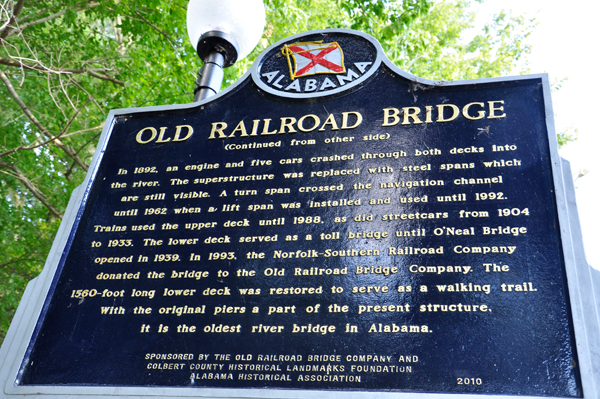 ALABAMA
OLD RAILROAD BRIDGE
(Continued from other side)
In 1892, an engine and five cars crashed through both decks into
the river. The superstructure was replaced with steel spans which
are still visible. A turn span crossed the navigation channel
until 1962 when a lift span was installed and used until 1992.
Trains used the upper deck until 1988, as did streetcars from 1904
to 1933. The lower deck served as a toll bridge until O'Neal Bridge
opened in 1939. In 1993, the Norfolk-Southern Railroad Company
donated the bridge to the Old Railroad Bridge Company. The
1560-foot long lower deck was restored to serve as a walking trail.
With the original piers a part of the present structure,
it is the oldest river bridge in Alabama.
SPONSORED BY THE OLD RAILROAD BRIDGE COMPANY AND
COLBERT COUNTY HISTORICAL LANDMARKS FOUNDATION
ALABAMA HISTORICAL ASSOCIATION 2010